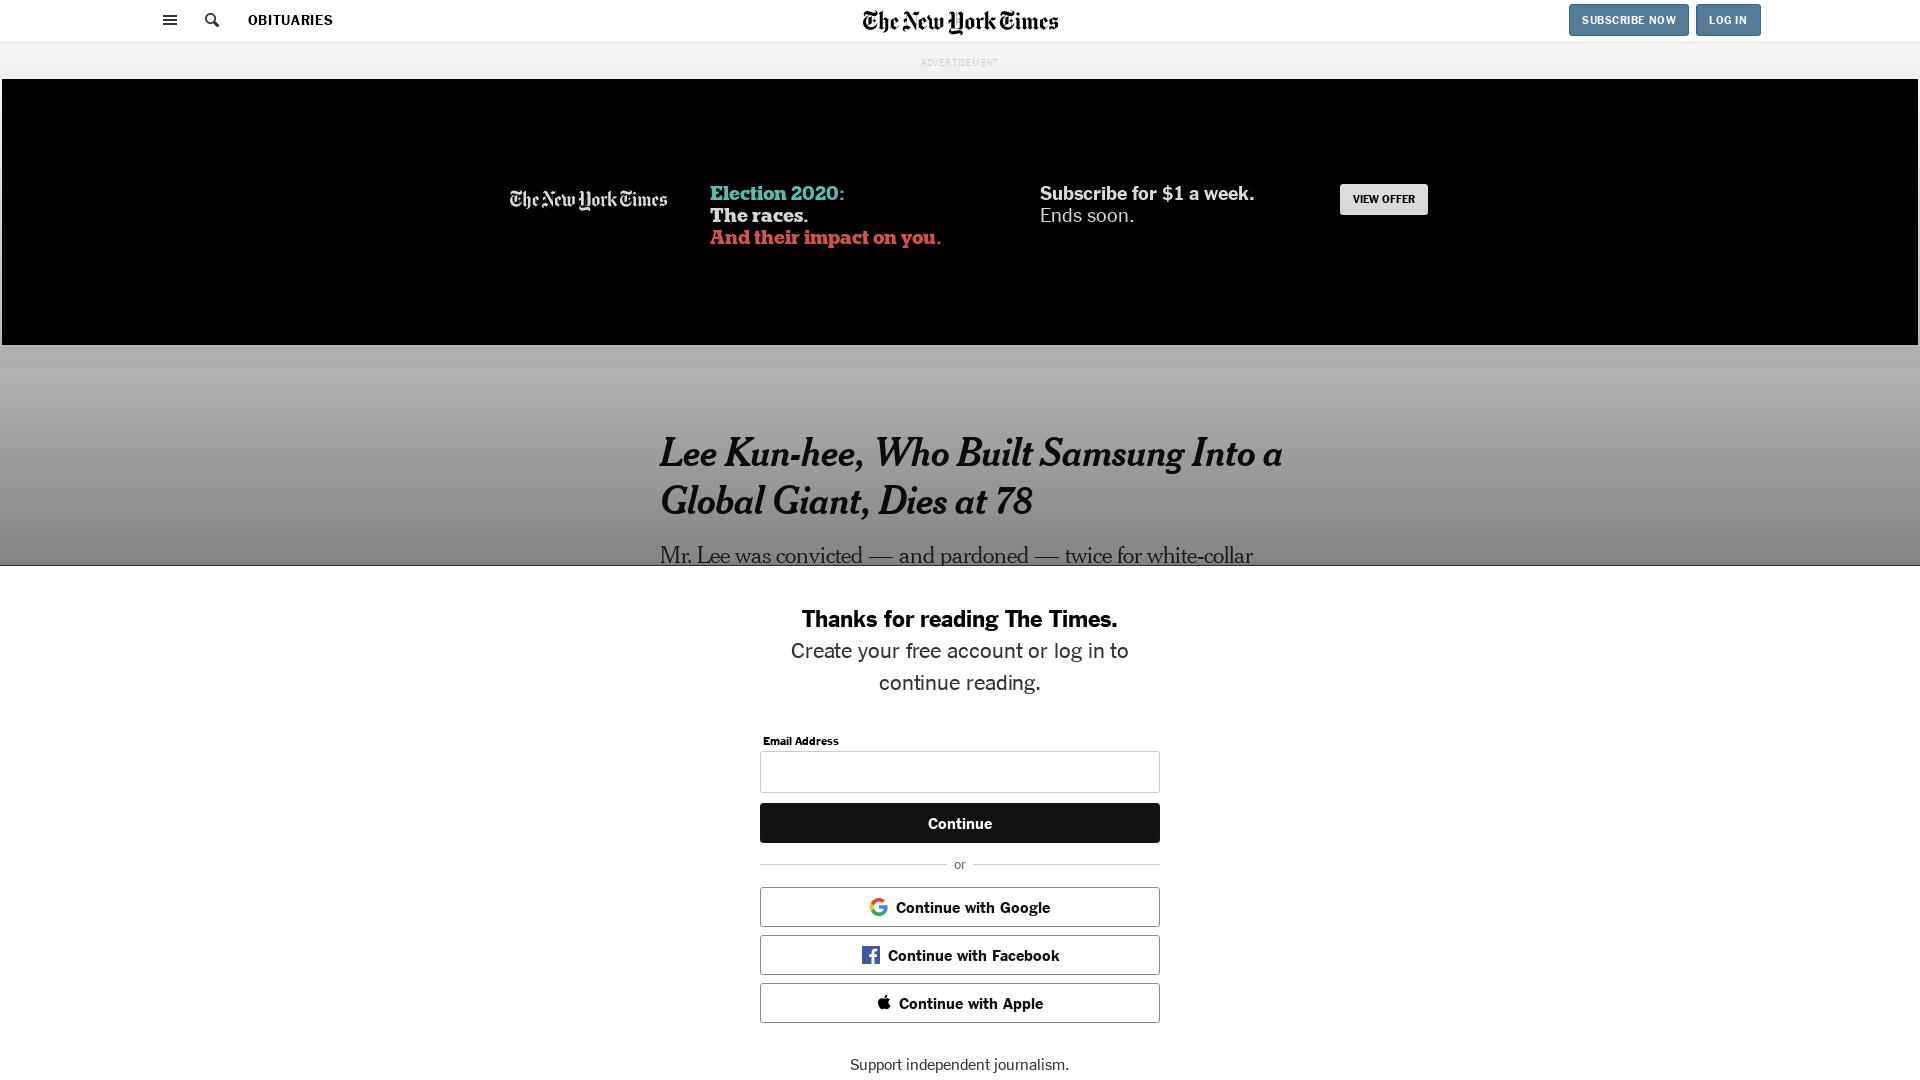 OBITUARIES
The New York Times
SUBSCRIBE NOW
LOG IN
ADVERTISEMENT
The New York Times
Election 2020:
The races.
And their impact on you.
Subscribe for $1 a week.
Ends soon.
VIEW OFFER
Lee Kun-hee, Who Built Samsung Into a
Global Giant, Dies at 78
Mr. Lee was convicted — and pardoned — twice for white-collar
Thanks for reading The Times.
Create your free account or log in to
continue reading.
Email Address
Continue
or
Continue with Google
Continue with Facebook
Continue with Apple
Support independent journalism.